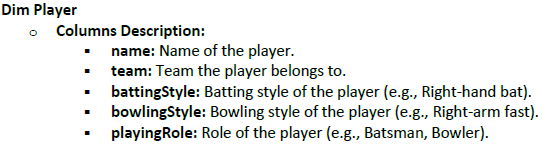 Dim Player
o Columns Description:
▪ name: Name of the player.
▪ team: Team the player belongs to.
▪ battingStyle: Batting style of the player (e.g., Right-hand bat).
▪ bowlingStyle: Bowling style of the player (e.g., Right-arm fast).
▪ playingRole: Role of the player (e.g., Batsman, Bowler).